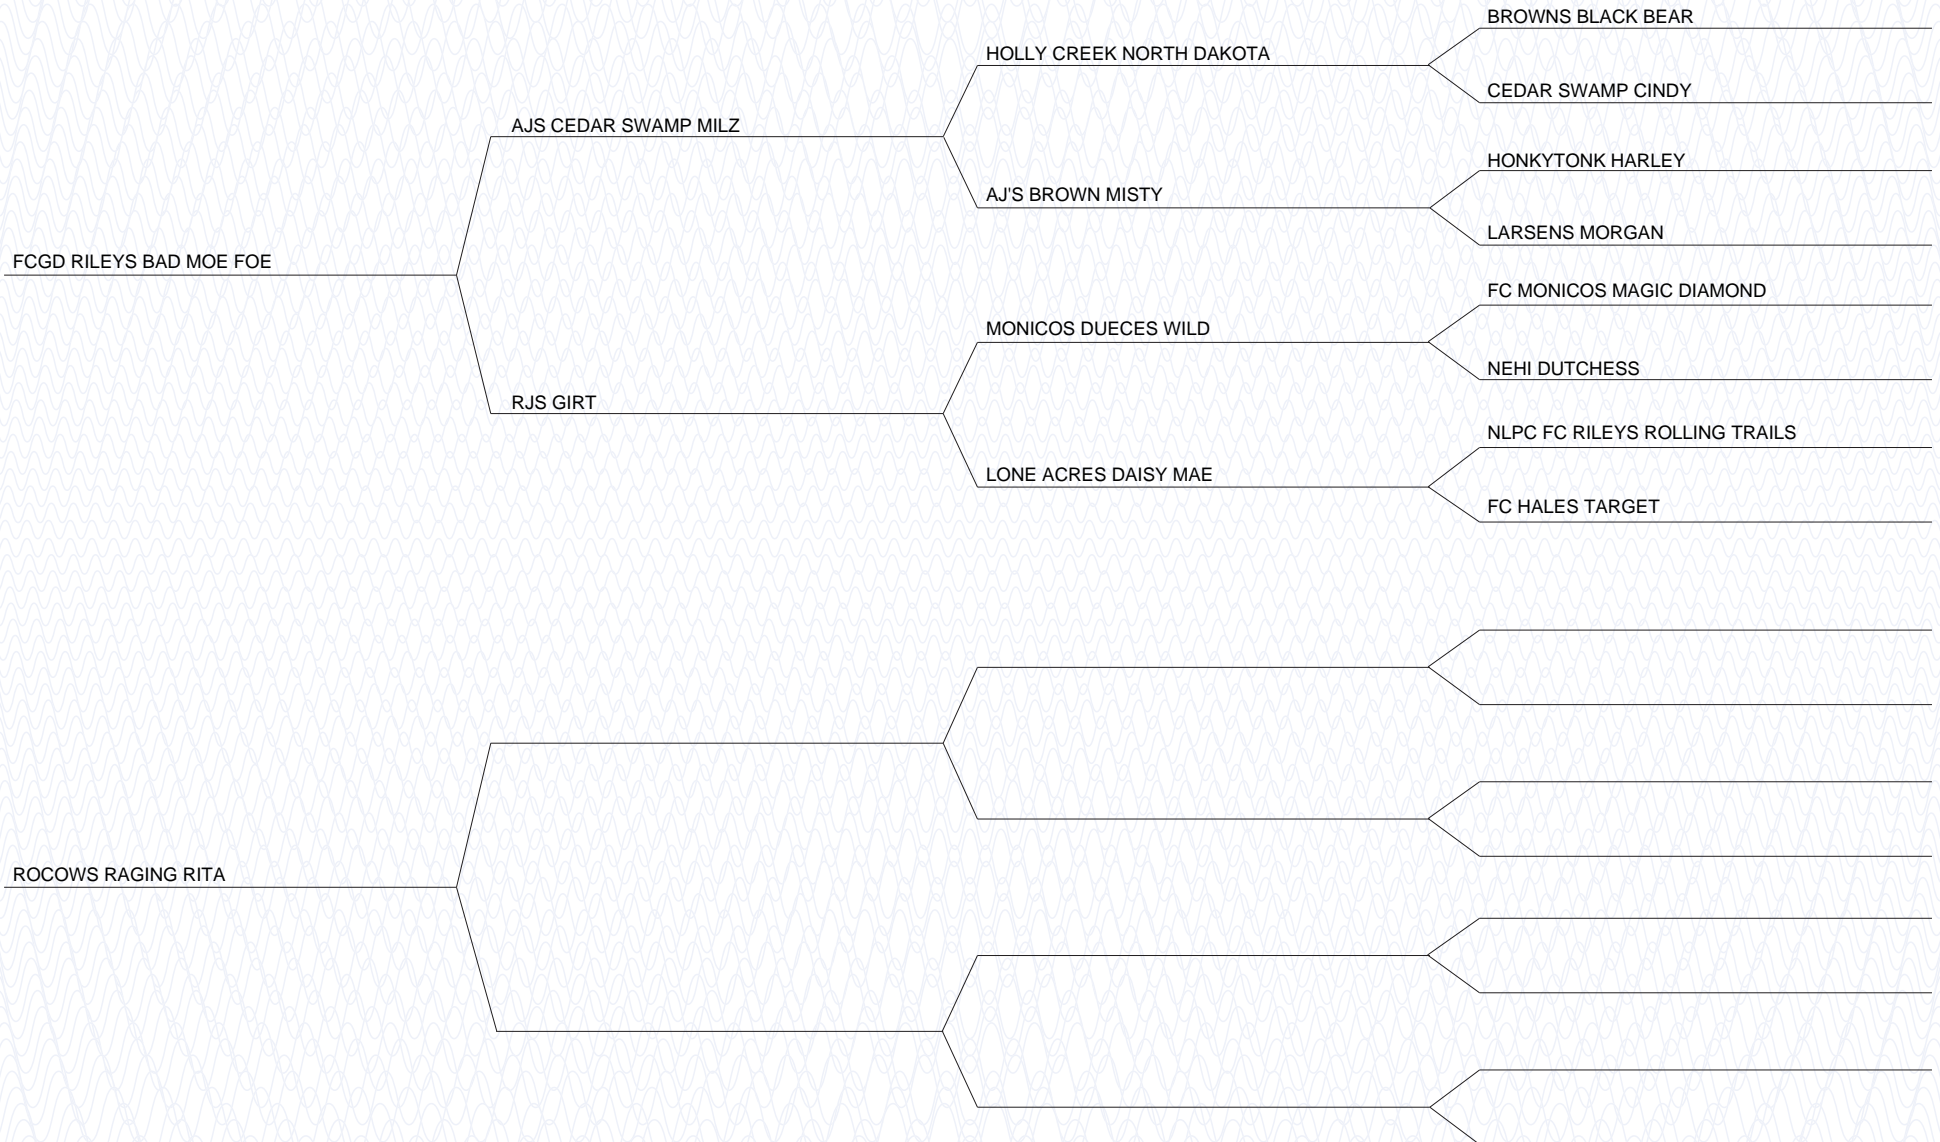 BROWNS BLACK BEAR
HOLLY CREEK NORTH DAKOTA
CEDAR SWAMP CINDY
AJS CEDAR SWAMP MILZ
HONKYTONK HARLEY
AJ'S BROWN MISTY
LARSENS MORGAN
FCGD RILEYS BAD MOE FOE
FC MONICOS MAGIC DIAMOND
MONICOS DUECES WILD
NEHI DUTCHESS
RJS GIRT
NLPC FC RILEYS ROLLING TRAILS
LONE ACRES DAISY MAE
FC HALES TARGET
ROCOWS RAGING RITA